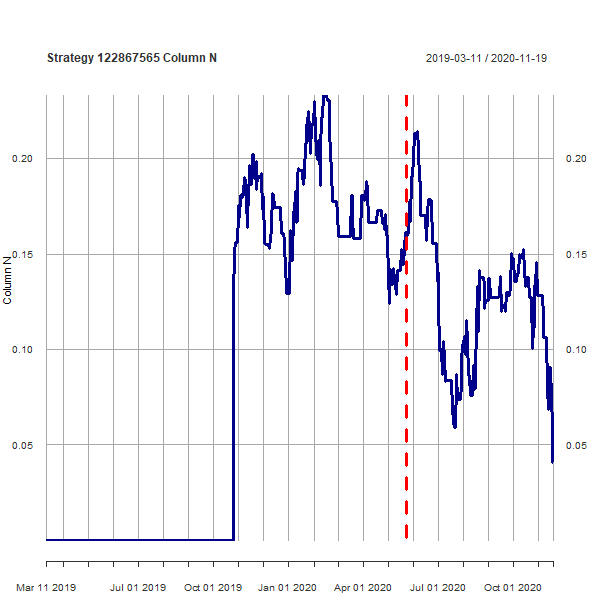 Strategy 122867565 Column N
2019-03-11 / 2020-11-19
0.20
0.20
0.15
0.15
Column N
0.10
0.10
0.05
0.05
Mar 11 2019
Jul 01 2019
Oct 01 2019
Jan 01 2020
Apr 01 2020
Jul 01 2020
Oct 01 2020